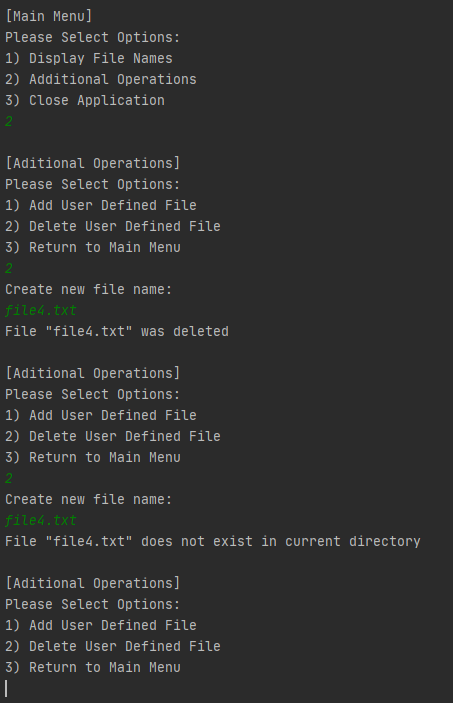 [Main Menu]
Please Select Options:
1) Display File Names
2) Additional Operations
3) Close Application
2
[Aditional Operations]
Please Select Options:
1) Add User Defined File
2) Delete User Defined File
3) Return to Main Menu
2
Create new file name:
file4.txt
File "file4.txt" was deleted
[Aditional Operations]
Please Select Options:
1) Add User Defined File
2) Delete User Defined File
3) Return to Main Menu
2
Create new file name:
file4.txt
File "file4.txt" does not exist in current directory
[Aditional Operations]
Please Select Options:
1) Add User Defined File
2) Delete User Defined File
3) Return to Main Menu